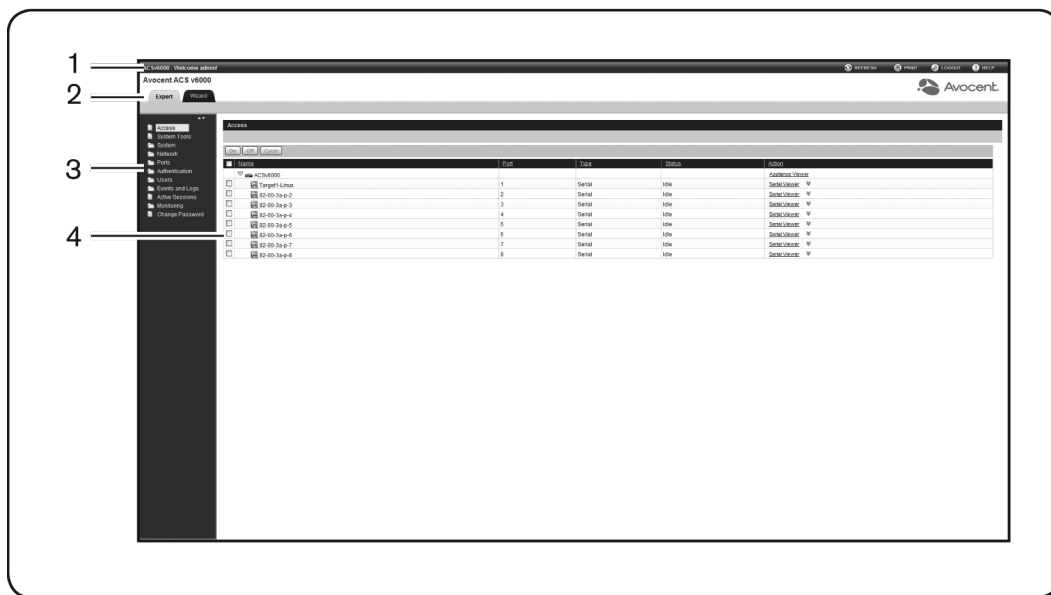 1
ACSv6000 - Welcome admin!
REFRESH PRINT LOGOUT HELP
Avocent ACS v6000
Avocent.
2
Expert Wizard
Access
System Tools
System
Network
Ports
3
Authentication
Users
Events and Logs
Active Sessions
Monitoring
Change Password
4
Access
On Off Cycle
Name Port Type Status Action
ACSv6000 Appliance Viewer
Target1-Linux 1 Serial Idle Serial Viewer
82-00-3a-p-2 2 Serial Idle Serial Viewer
82-00-3a-p-3 3 Serial Idle Serial Viewer
82-00-3a-p-4 4 Serial Idle Serial Viewer
82-00-3a-p-5 5 Serial Idle Serial Viewer
82-00-3a-p-6 6 Serial Idle Serial Viewer
82-00-3a-p-7 7 Serial Idle Serial Viewer
82-00-3a-p-8 8 Serial Idle Serial Viewer